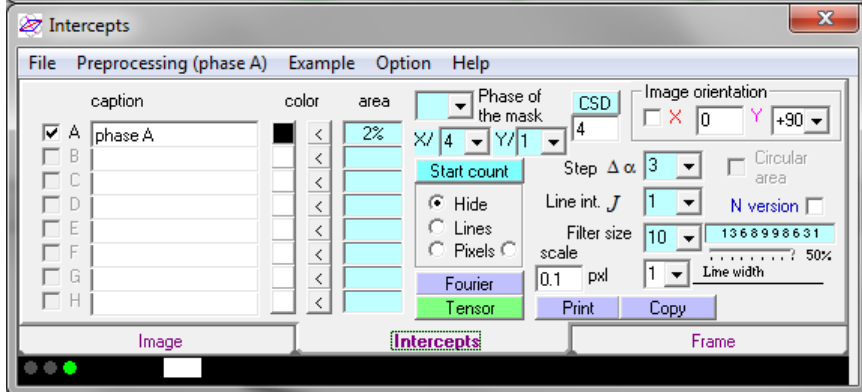 Intercepts
File Preprocessing (phase A) Example Option Help
caption color area Phase of the mask CSD Image orientation
A phase A < 2% 4 X 0 Y +90
X/ 4 Y/ 1
B <
C <
D <
E <
F <
G <
H <
Start count
Hide
Lines
Pixels
Fourier
Tensor
Step Δ α 3
Circular area
Line int. J 1
N version
Filter size 10
1368998631
50%
scale
0.1 pxl 1
Line width
Print Copy
Image Intercepts Frame